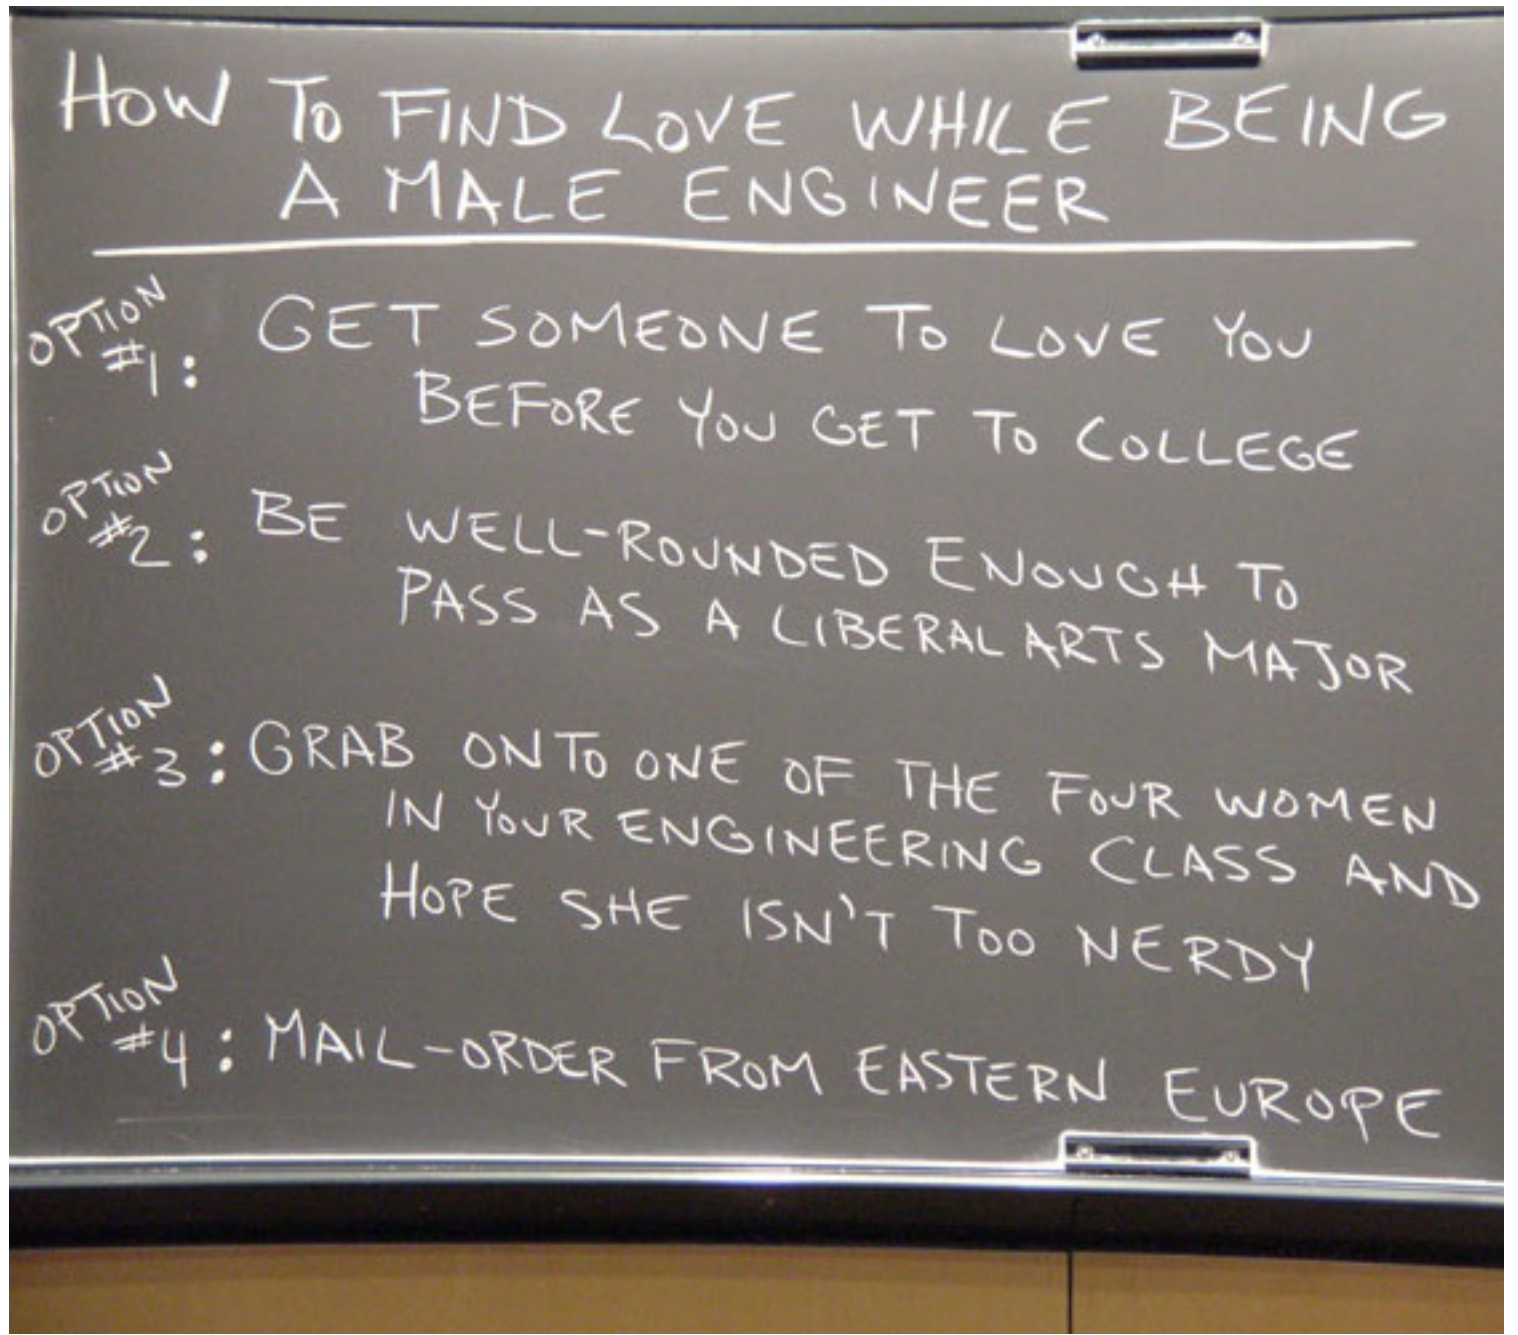 HOW TO FIND LOVE WHILE BEING
A MALE ENGINEER
OPTION
#1: GET SOMEONE TO LOVE YOU
BEFORE YOU GET TO COLLEGE
OPTION
#2: BE WELL-ROUNDED ENOUGH TO
PASS AS A LIBERAL ARTS MAJOR
OPTION
#3: GRAB ONTO ONE OF THE FOUR WOMEN
IN YOUR ENGINEERING CLASS AND
HOPE SHE ISN'T TOO NERDY
OPTION
#4: MAIL-ORDER FROM EASTERN EUROPE